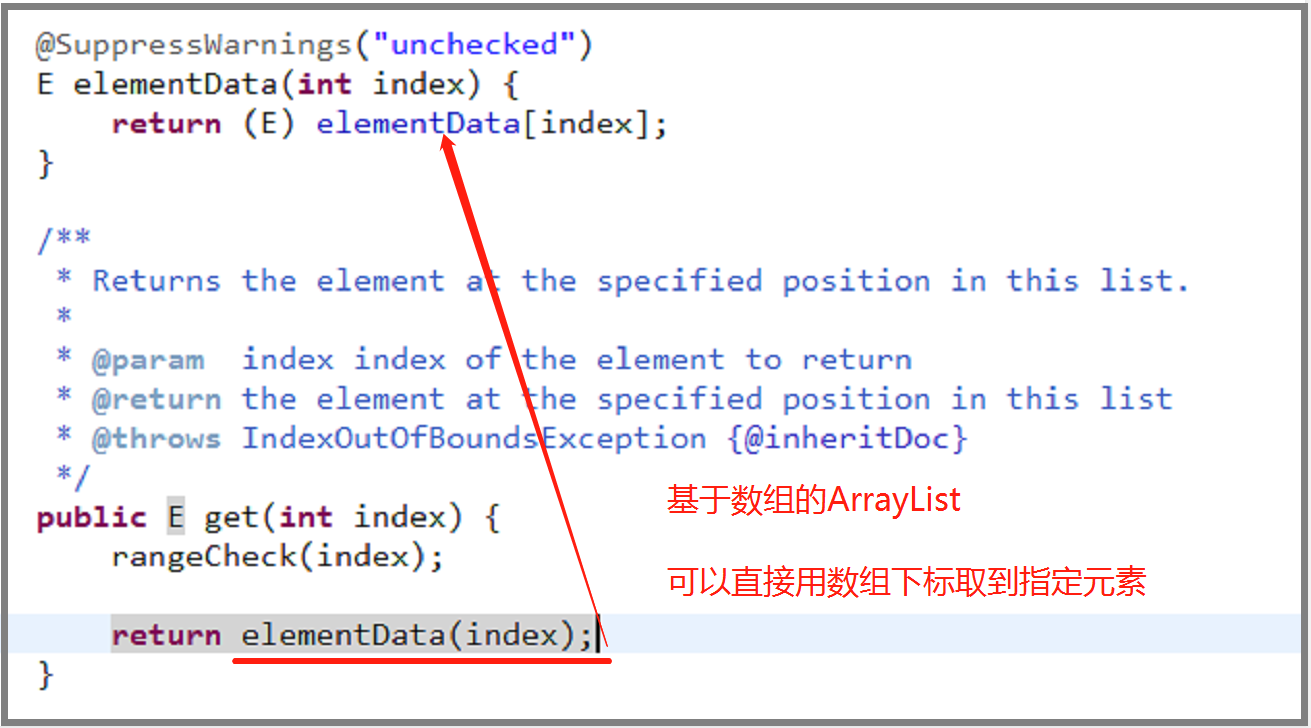 @SuppressWarnings("unchecked")
E elementData(int index) {
    return (E) elementData[index];
}
/**
 * Returns the element at the specified position in this list.
 *
 * @param  index index of the element to return
 * @return the element at the specified position in this list
 * @throws IndexOutOfBoundsException {@inheritDoc}
 */
public E get(int index) {
    rangeCheck(index);
    return elementData(index);
}
基于数组的ArrayList
可以直接用数组下标取到指定元素